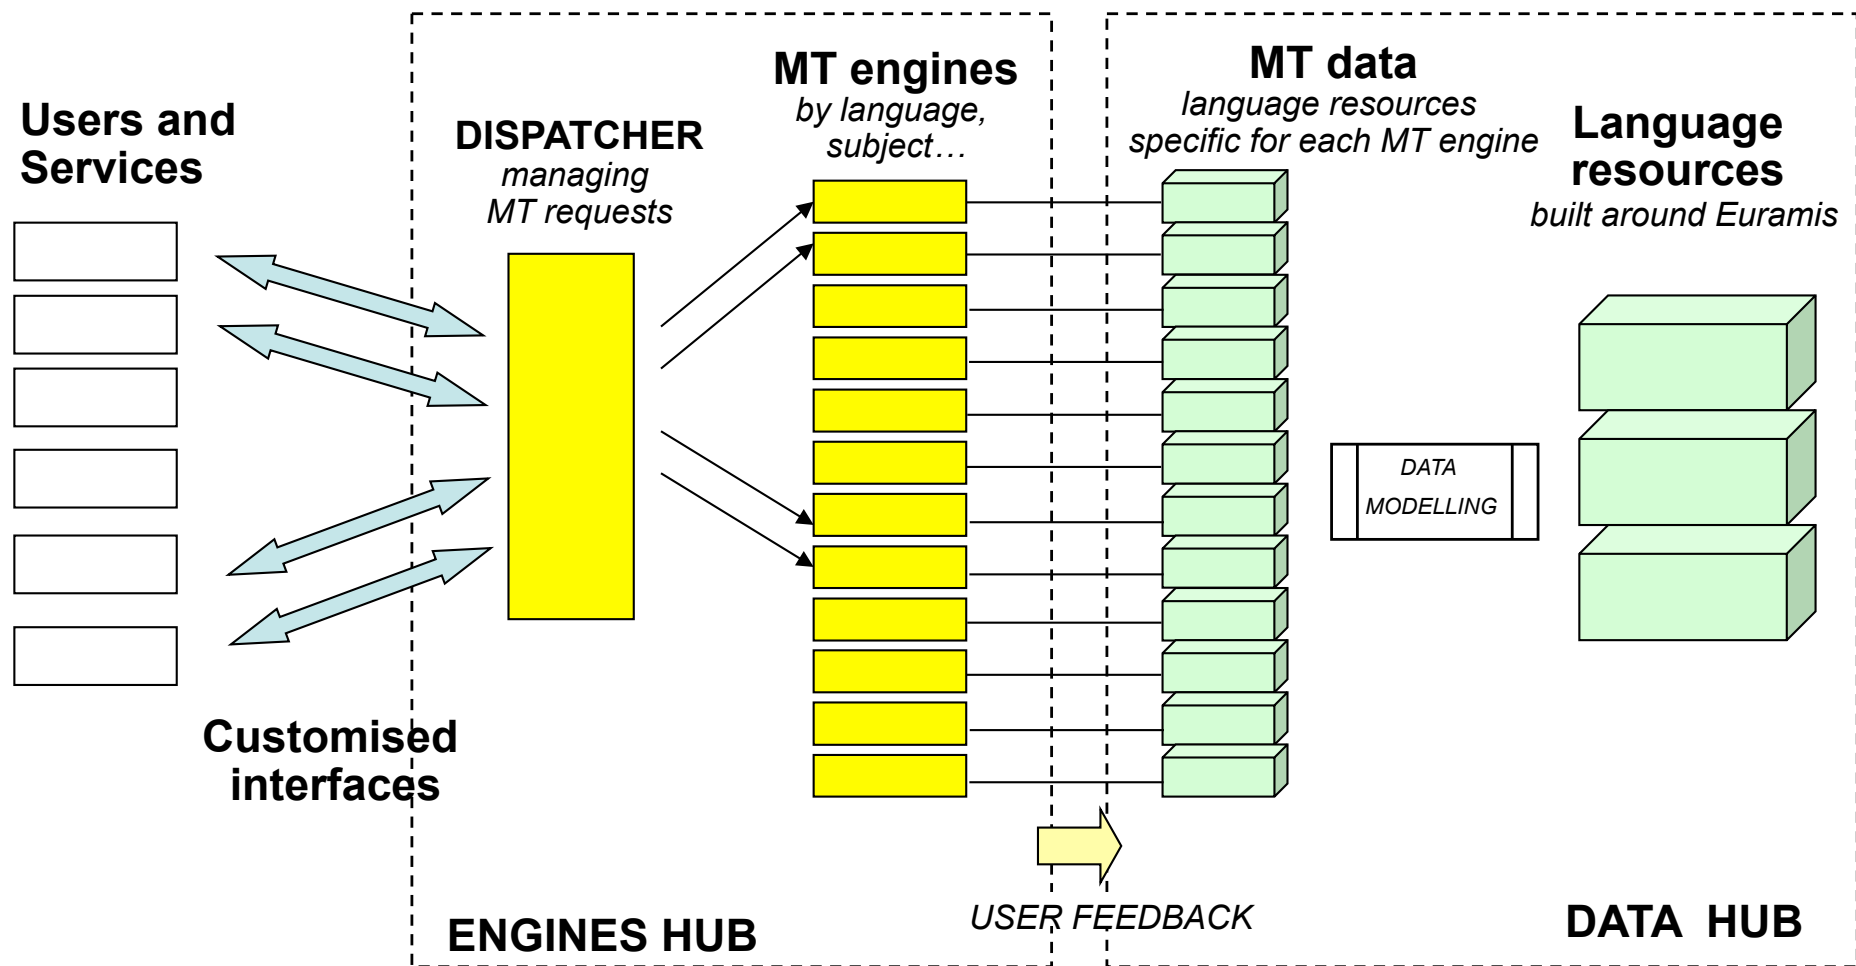 Users and
Services
DISPATCHER
managing
MT requests
MT engines
by language,
subject…
MT data
language resources
specific for each MT engine
Language
resources
built around Euramis
DATA
MODELLING
Customised
interfaces
USER FEEDBACK
ENGINES HUB
DATA HUB